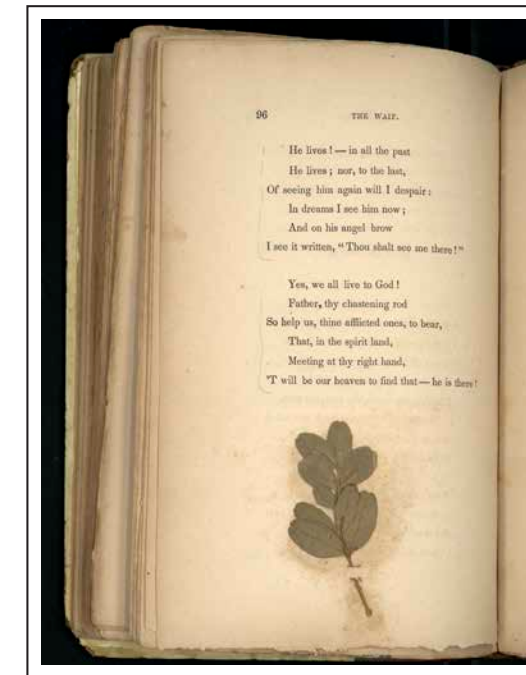 96 THE WAIF.
He lives! — in all the past
He lives; nor, to the last,
Of seeing him again will I despair:
In dreams I see him now;
And on his angel brow
I see it written, "Thou shalt see me there!"
Yes, we all live to God!
Father, thy chastening rod
So help us, thine afflicted ones, to bear,
That, in the spirit land,
Meeting at thy right hand,
'T will be our heaven to find that — he is there!